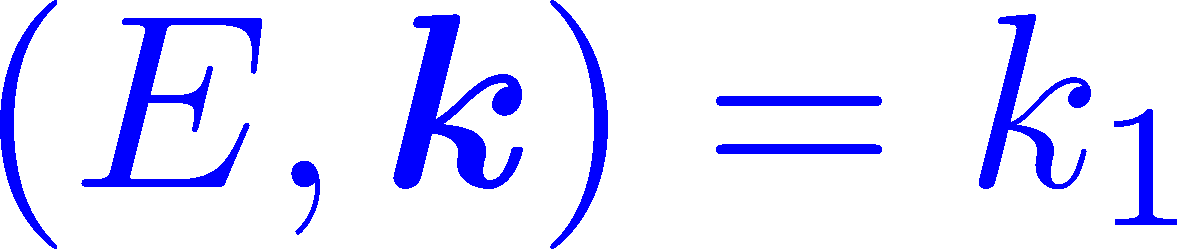 (E, 𝒌) = k₁